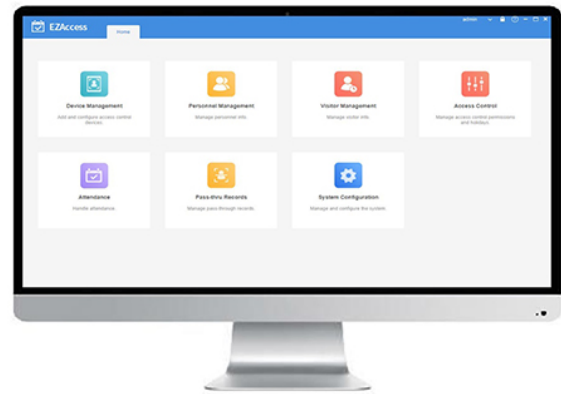 EZAccess
Home
admin
Device Management
Add and configure access control
devices.
Personnel Management
Manage personnel info.
Visitor Management
Manage visitor info.
Access Control
Manage access control permissions
and holidays.
Attendance
Handle attendance.
Pass-thru Records
Manage pass-through records.
System Configuration
Manage and configure the system.